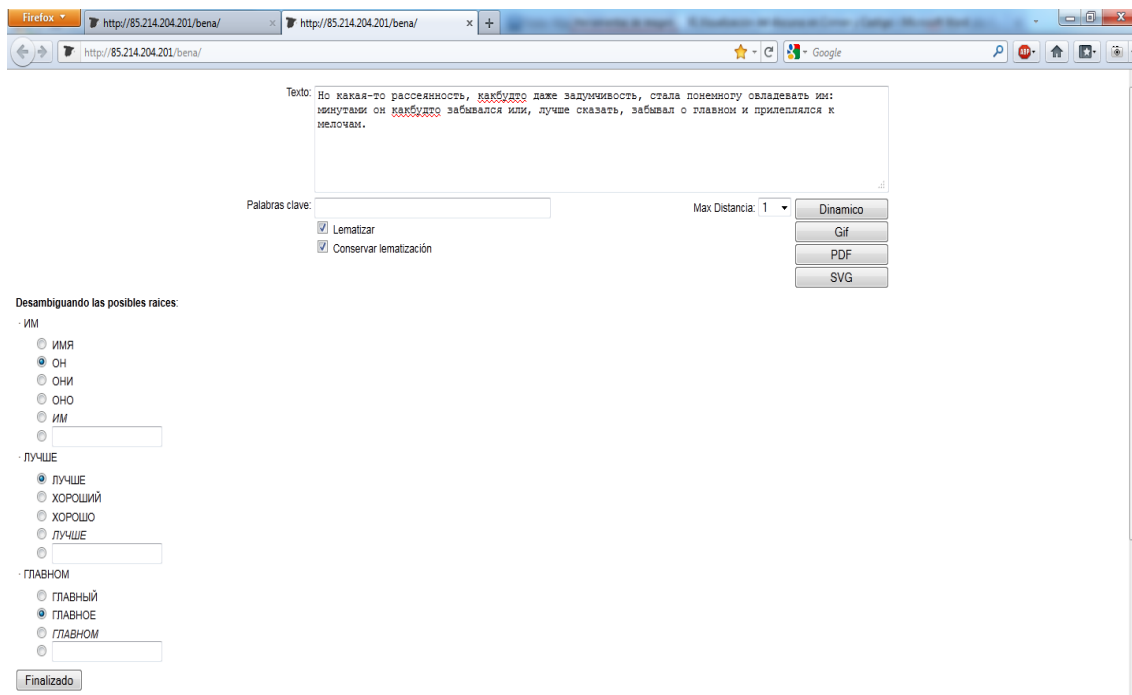 Firefox
http://85.214.204.201/bena/ http://85.214.204.201/bena/
http://85.214.204.201/bena/ Google ABP
Texto: Но какая-то рассеянность, какбудто даже задумчивость, стала понемногу овладевать им:
минутами он какбудто забывался или, лучше сказать, забывал о главном и прилеплялся к
мелочам.
Palabras clave: Max Distancia: 1 Dinamico
Lematizar Gif
Conservar lematización PDF
SVG
Desambiguando las posibles raices:
- ИМ
ИМЯ
ОН
ОНИ
ОНО
ИМ
- ЛУЧШЕ
ЛУЧШЕ
ХОРОШИЙ
ХОРОШО
ЛУЧШЕ
- ГЛАВНОМ
ГЛАВНЫЙ
ГЛАВНОЕ
ГЛАВНОМ
Finalizado